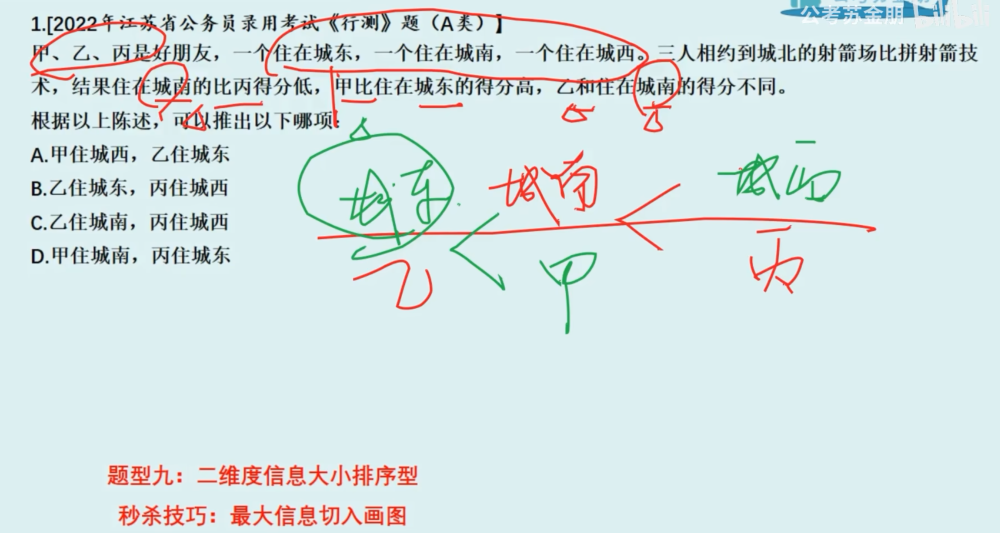 公考苏金朋
1.[2022年江苏省公务员录用考试《行测》题（A类）】
甲、乙、丙是好朋友，一个住在城东，一个住在城南，一个住在城西。三人相约到城北的射箭场比拼射箭技
术，结果住在城南的比丙得分低，甲比住在城东的得分高，乙和住在城南的得分不同。
根据以上陈述，可以推出以下哪项：
A.甲住城西，乙住城东
B.乙住城东，丙住城西
C.乙住城南，丙住城西
D.甲住城南，丙住城东
城东 城南 城西
乙 甲 丙
题型九：二维度信息大小排序型
秒杀技巧：最大信息切入画图